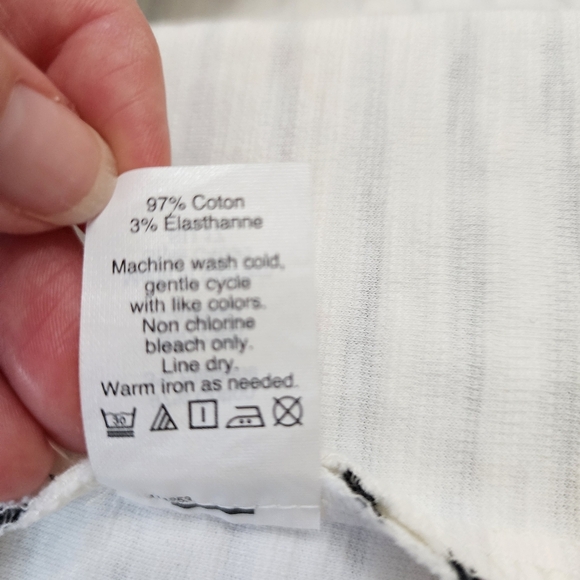 97% Coton
3% Élasthanne
Machine wash cold,
gentle cycle
with like colors.
Non chlorine
bleach only.
Line dry.
Warm iron as needed.
30